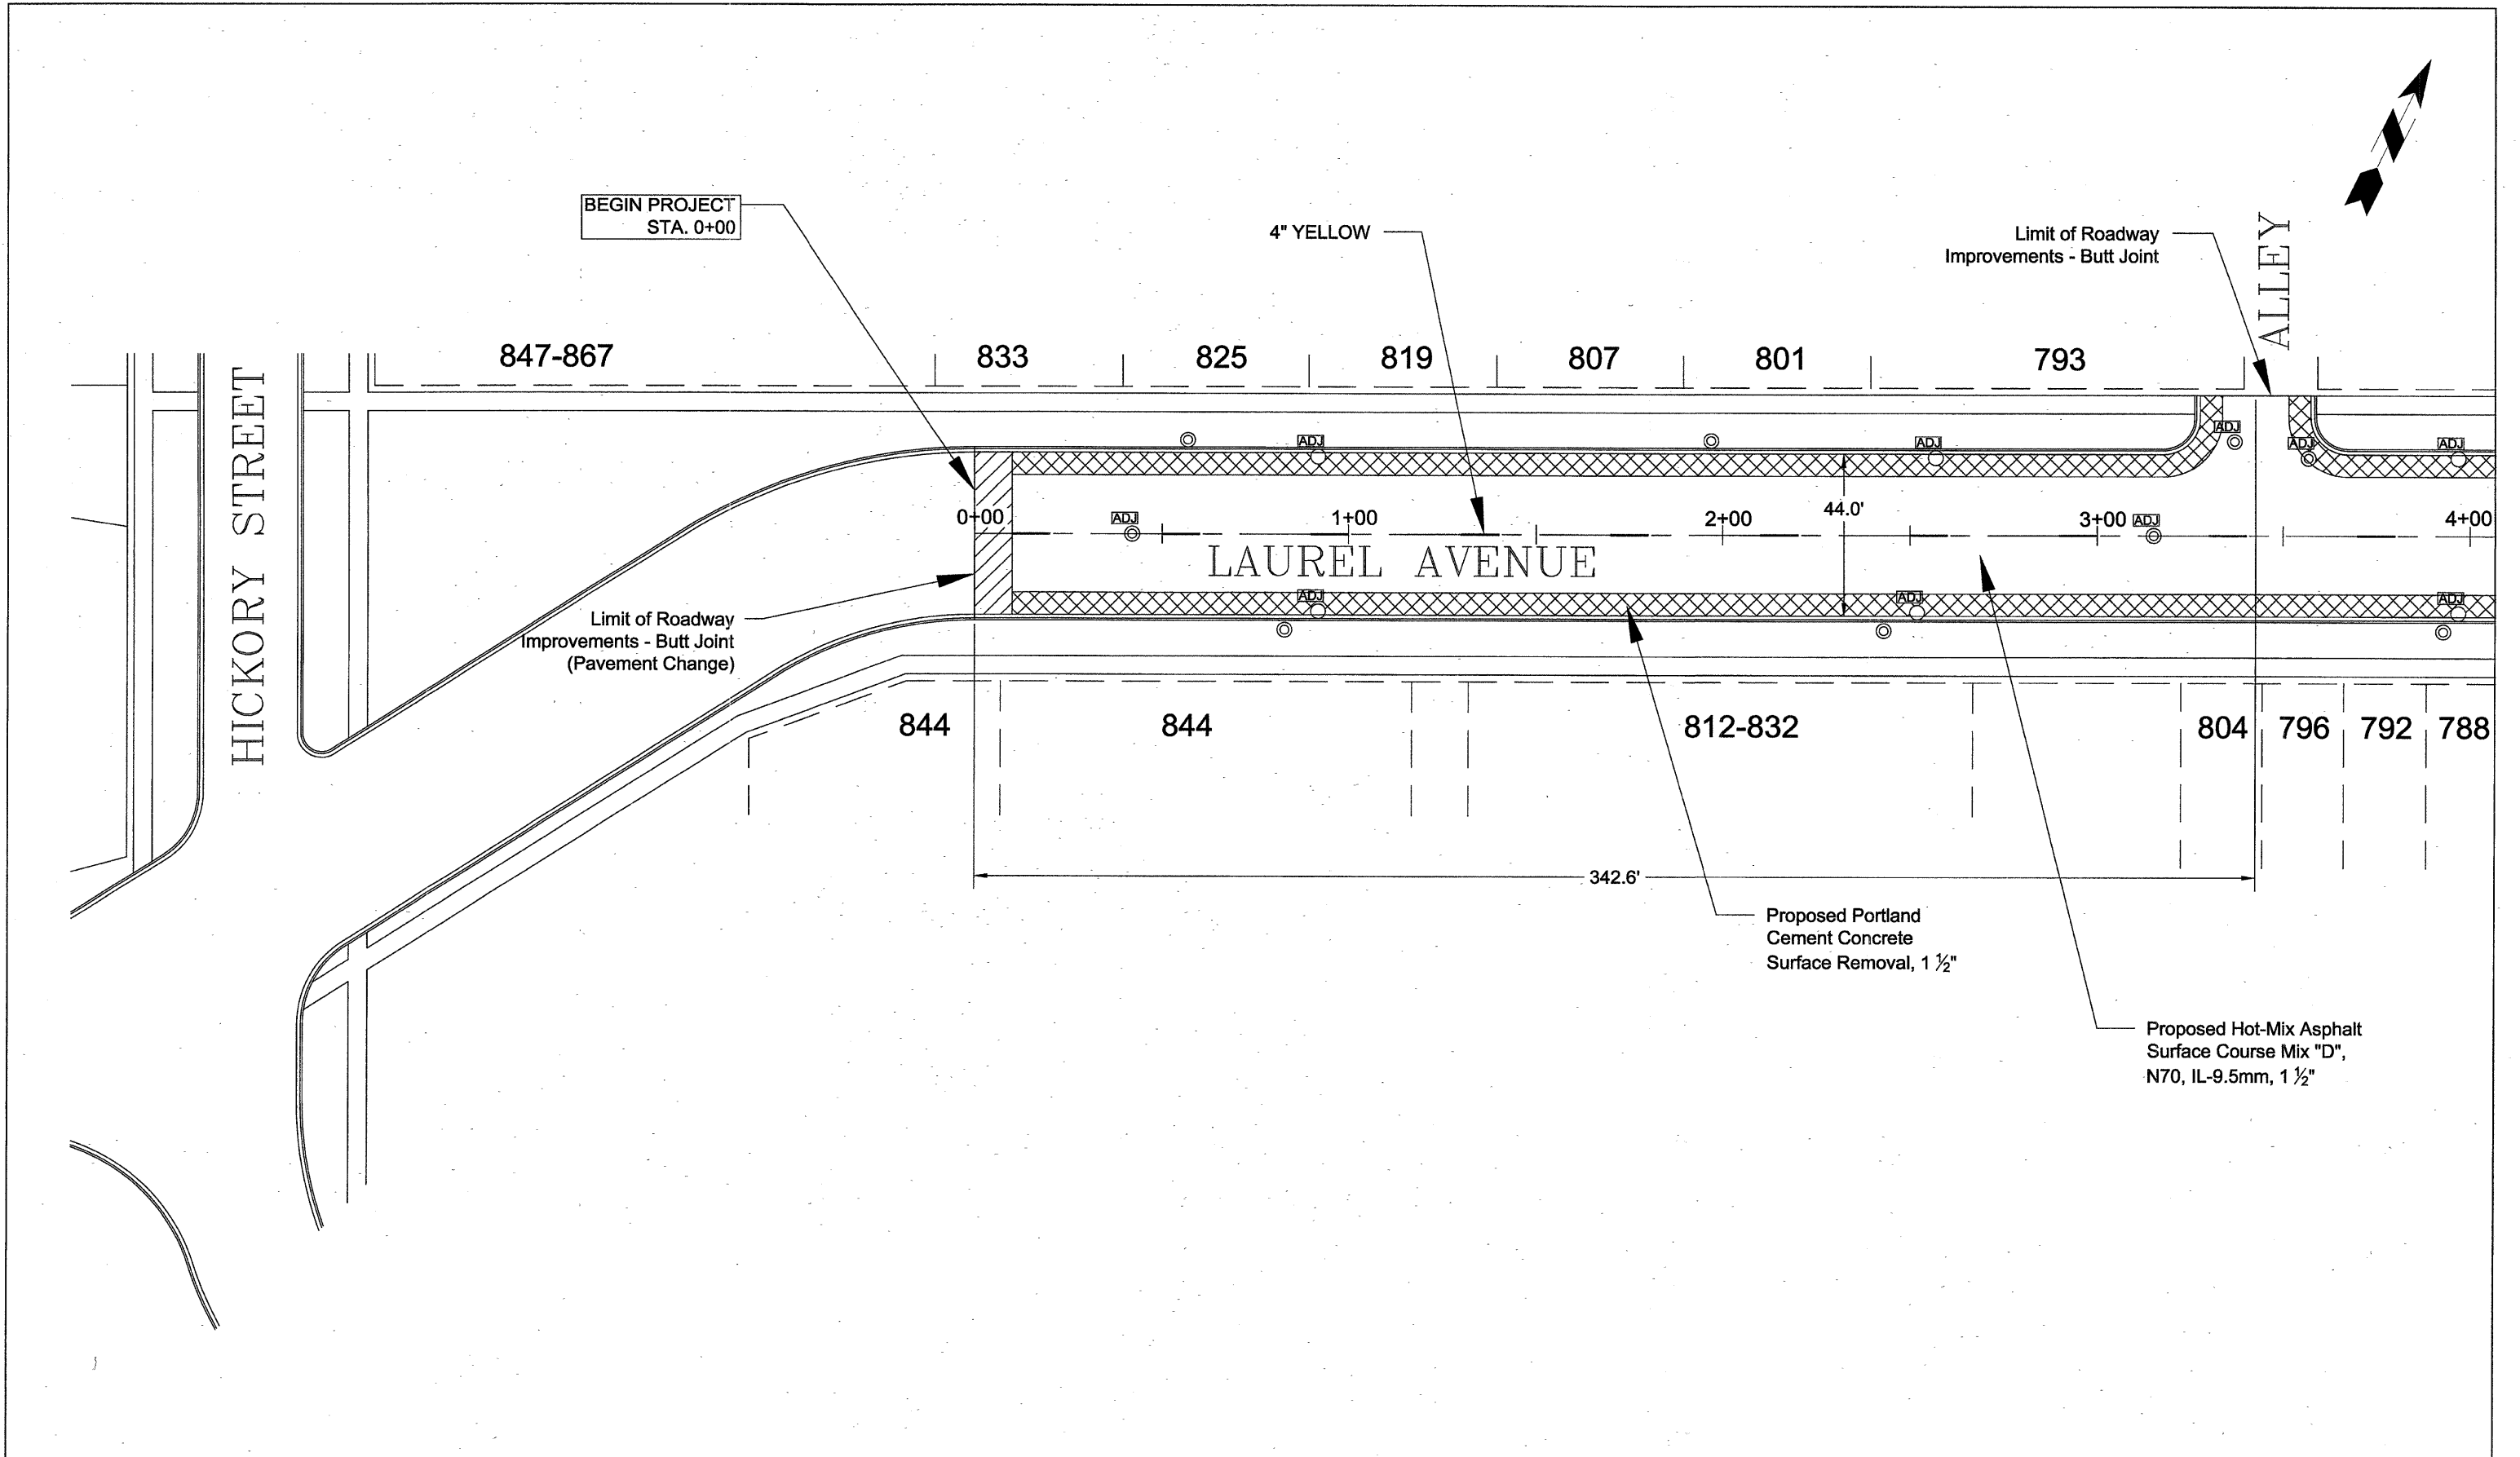 BEGIN PROJECT
STA. 0+00
4" YELLOW
Limit of Roadway
Improvements - Butt Joint
ALLEY
847-867
833
825
819
807
801
793
HICKORY STREET
ADJ
ADJ
ADJ
ADJ
ADJ
0+00
ADJ
1+00
2+00
44.0'
3+00
ADJ
4+00
LAUREL AVENUE
ADJ
ADJ
ADJ
Limit of Roadway
Improvements - Butt Joint
(Pavement Change)
844
844
812-832
804
796
792
788
342.6'
Proposed Portland
Cement Concrete
Surface Removal, 1 ½"
Proposed Hot-Mix Asphalt
Surface Course Mix "D",
N70, IL-9.5mm, 1 ½"